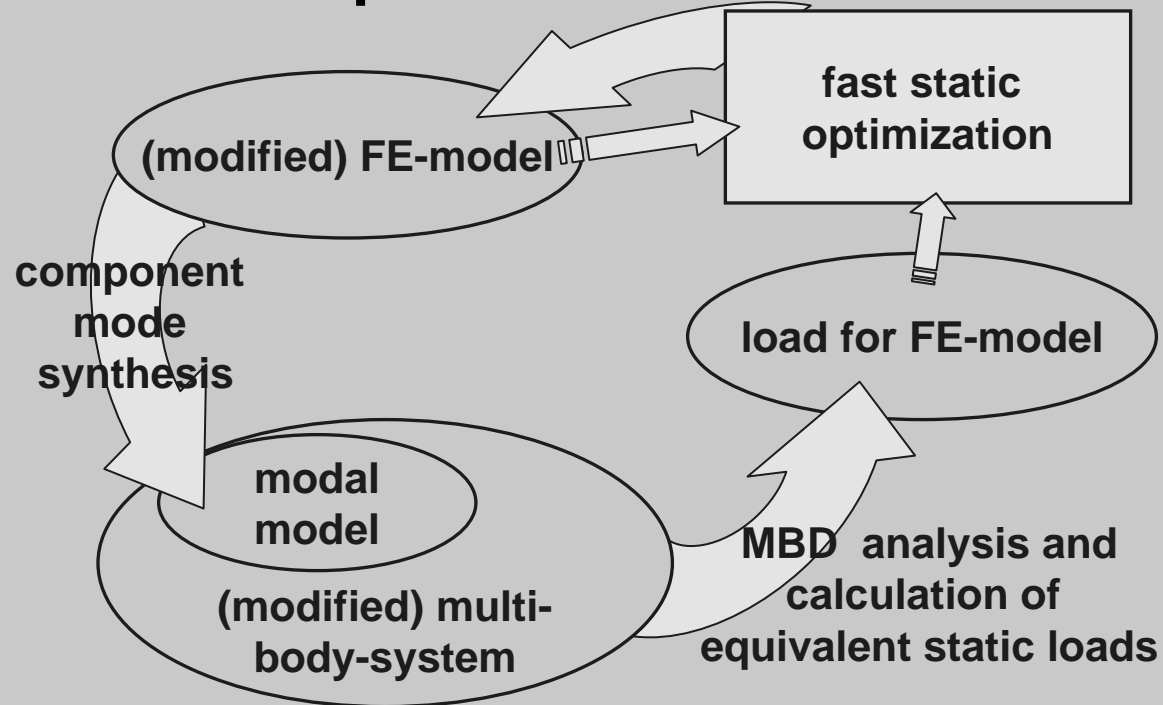 fast static
optimization
(modified) FE-model
component
mode
synthesis
load for FE-model
modal
model
(modified) multi-
body-system
MBD analysis and
calculation of
equivalent static loads